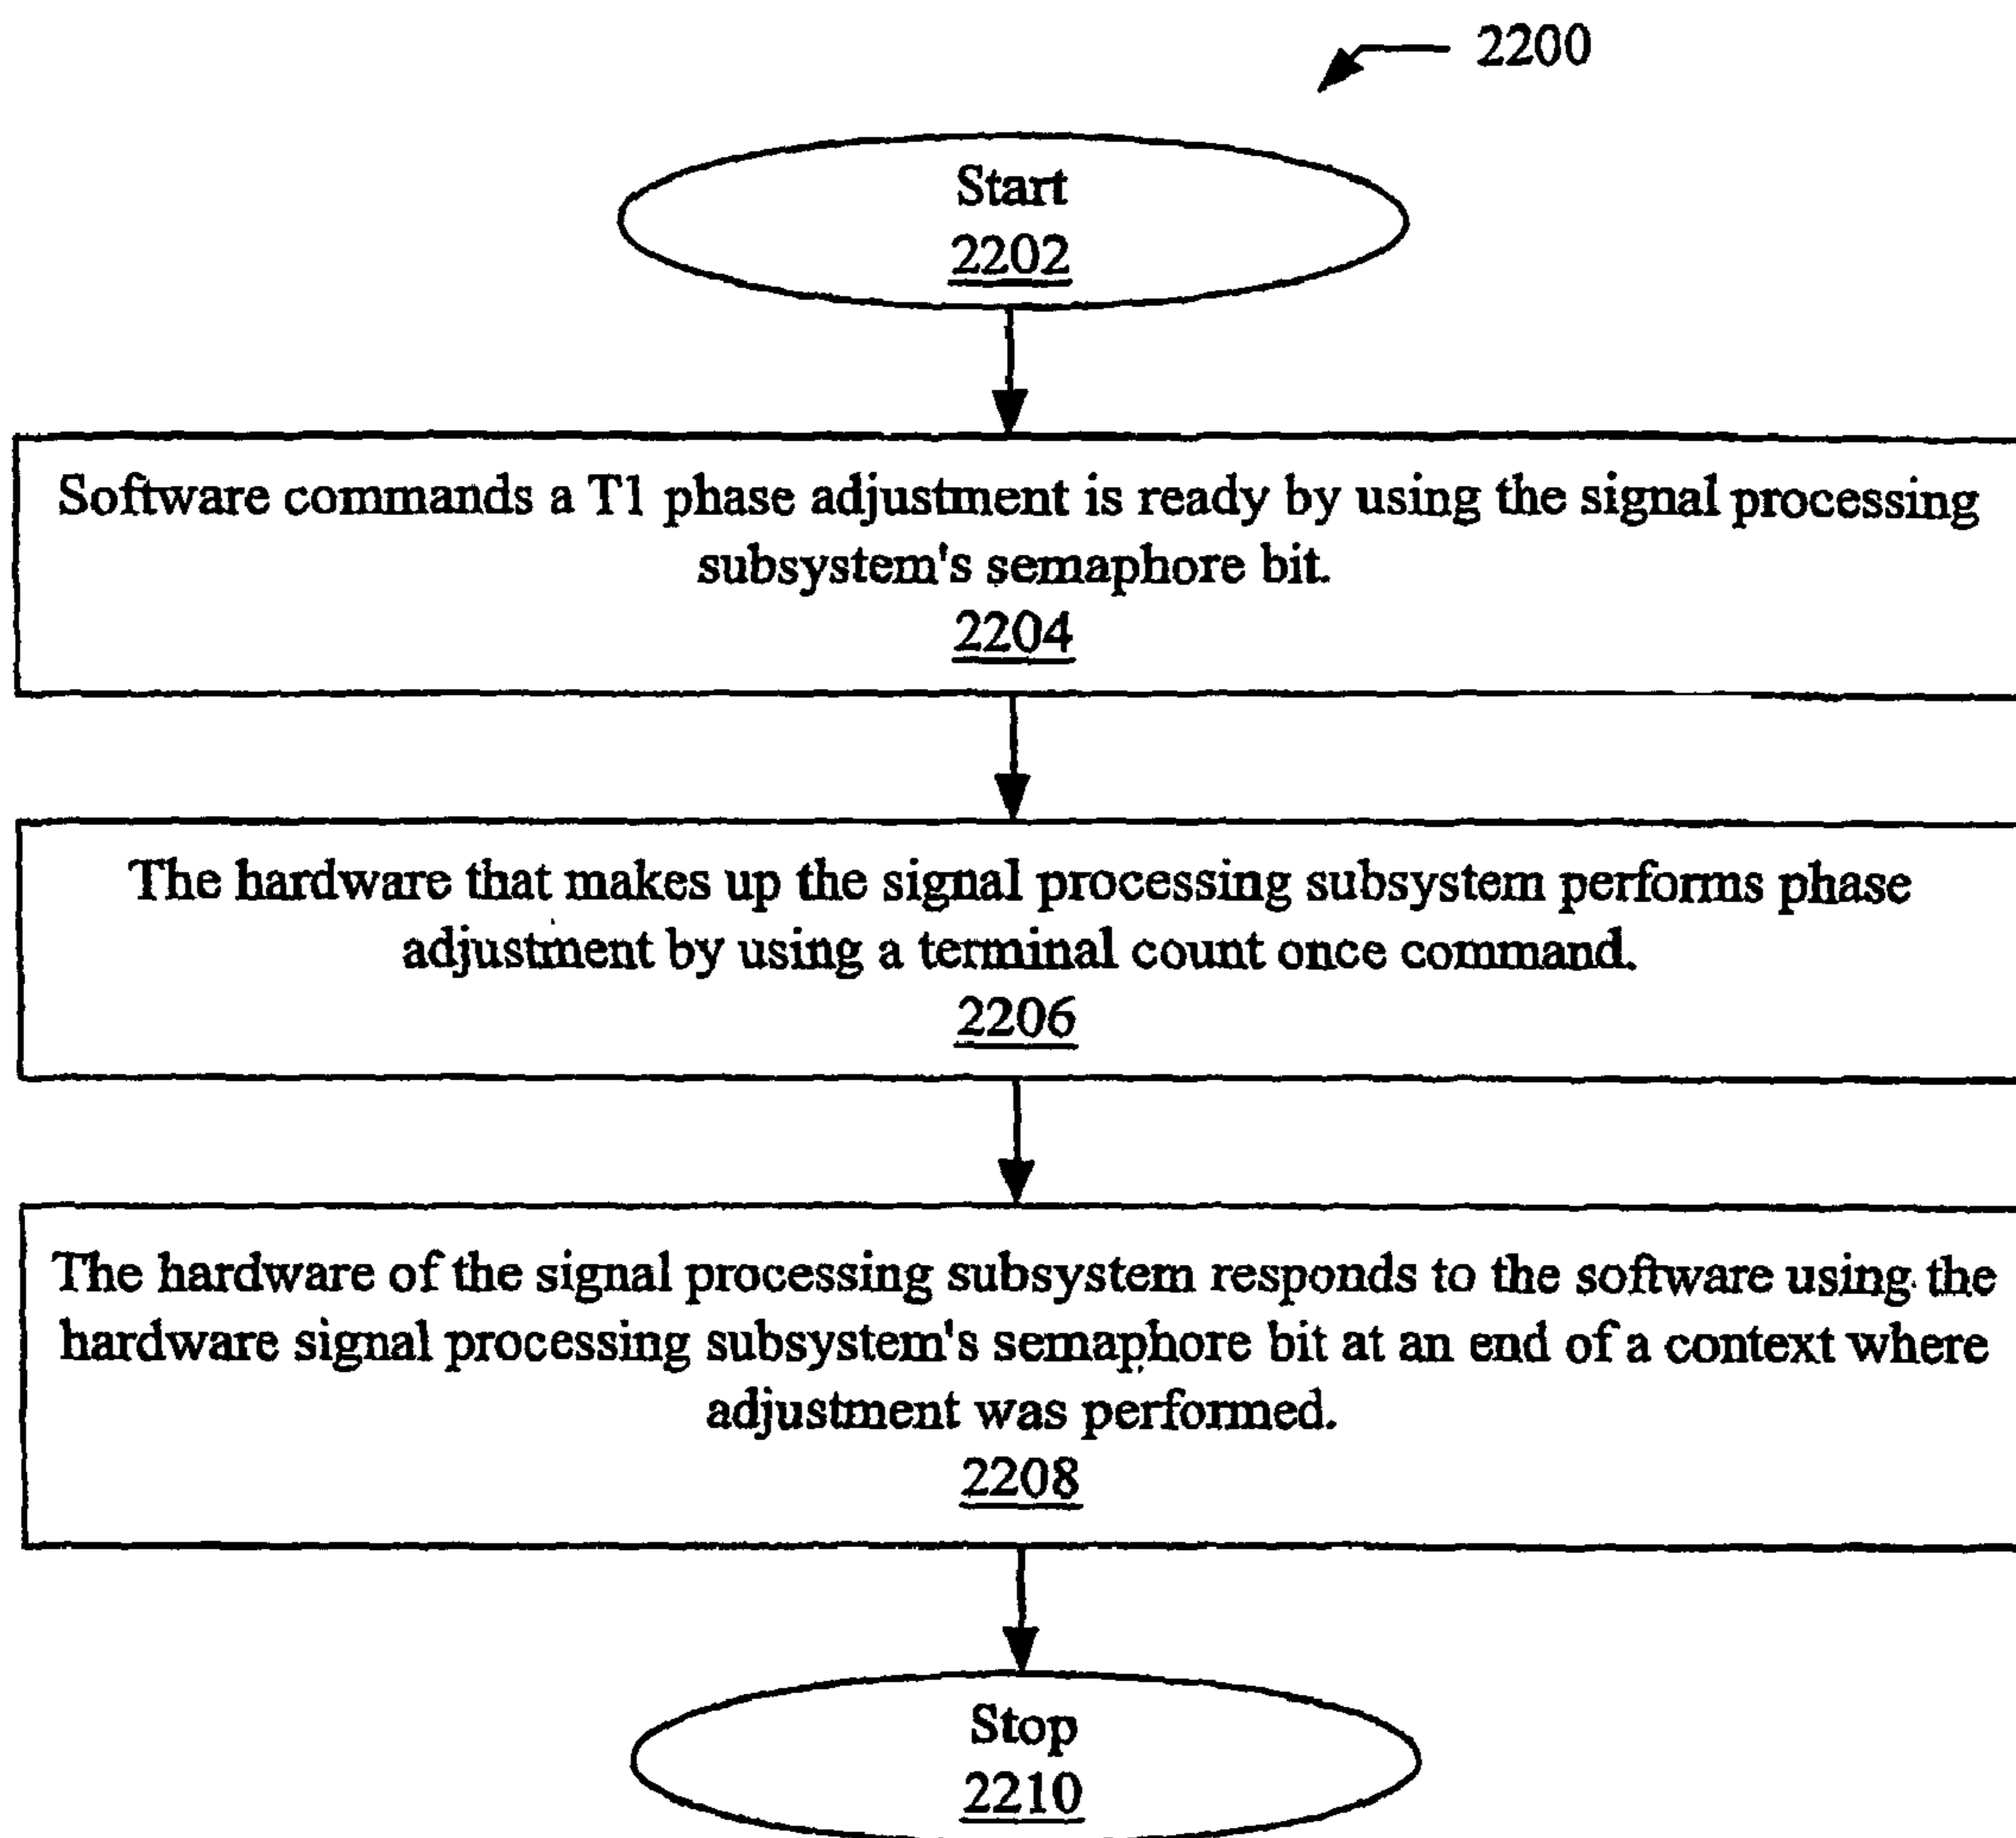 2200
Start
2202
Software commands a T1 phase adjustment is ready by using the signal processing
subsystem's semaphore bit.
2204
The hardware that makes up the signal processing subsystem performs phase
adjustment by using a terminal count once command.
2206
The hardware of the signal processing subsystem responds to the software using the
hardware signal processing subsystem's semaphore bit at an end of a context where
adjustment was performed.
2208
Stop
2210